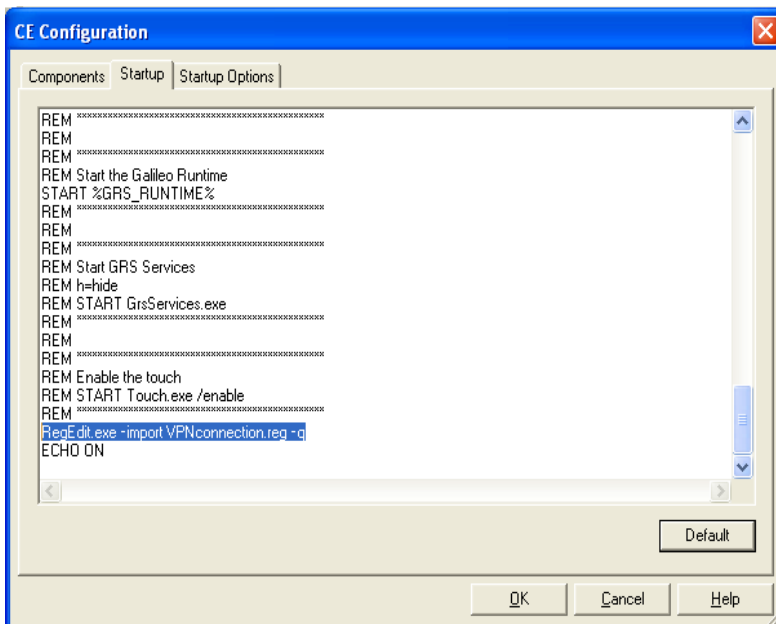 CE Configuration
Components Startup Startup Options
REM ********************************************
REM
REM ********************************************
REM Start the Galileo Runtime
START %GRS_RUNTIME%
REM ********************************************
REM
REM ********************************************
REM Start GRS Services
REM h=hide
REM START GrsServices.exe
REM ********************************************
REM
REM ********************************************
REM Enable the touch
REM START Touch.exe /enable
REM ********************************************
RegEdit.exe -import VPNconnection.reg -q
ECHO ON
Default
OK Cancel Help